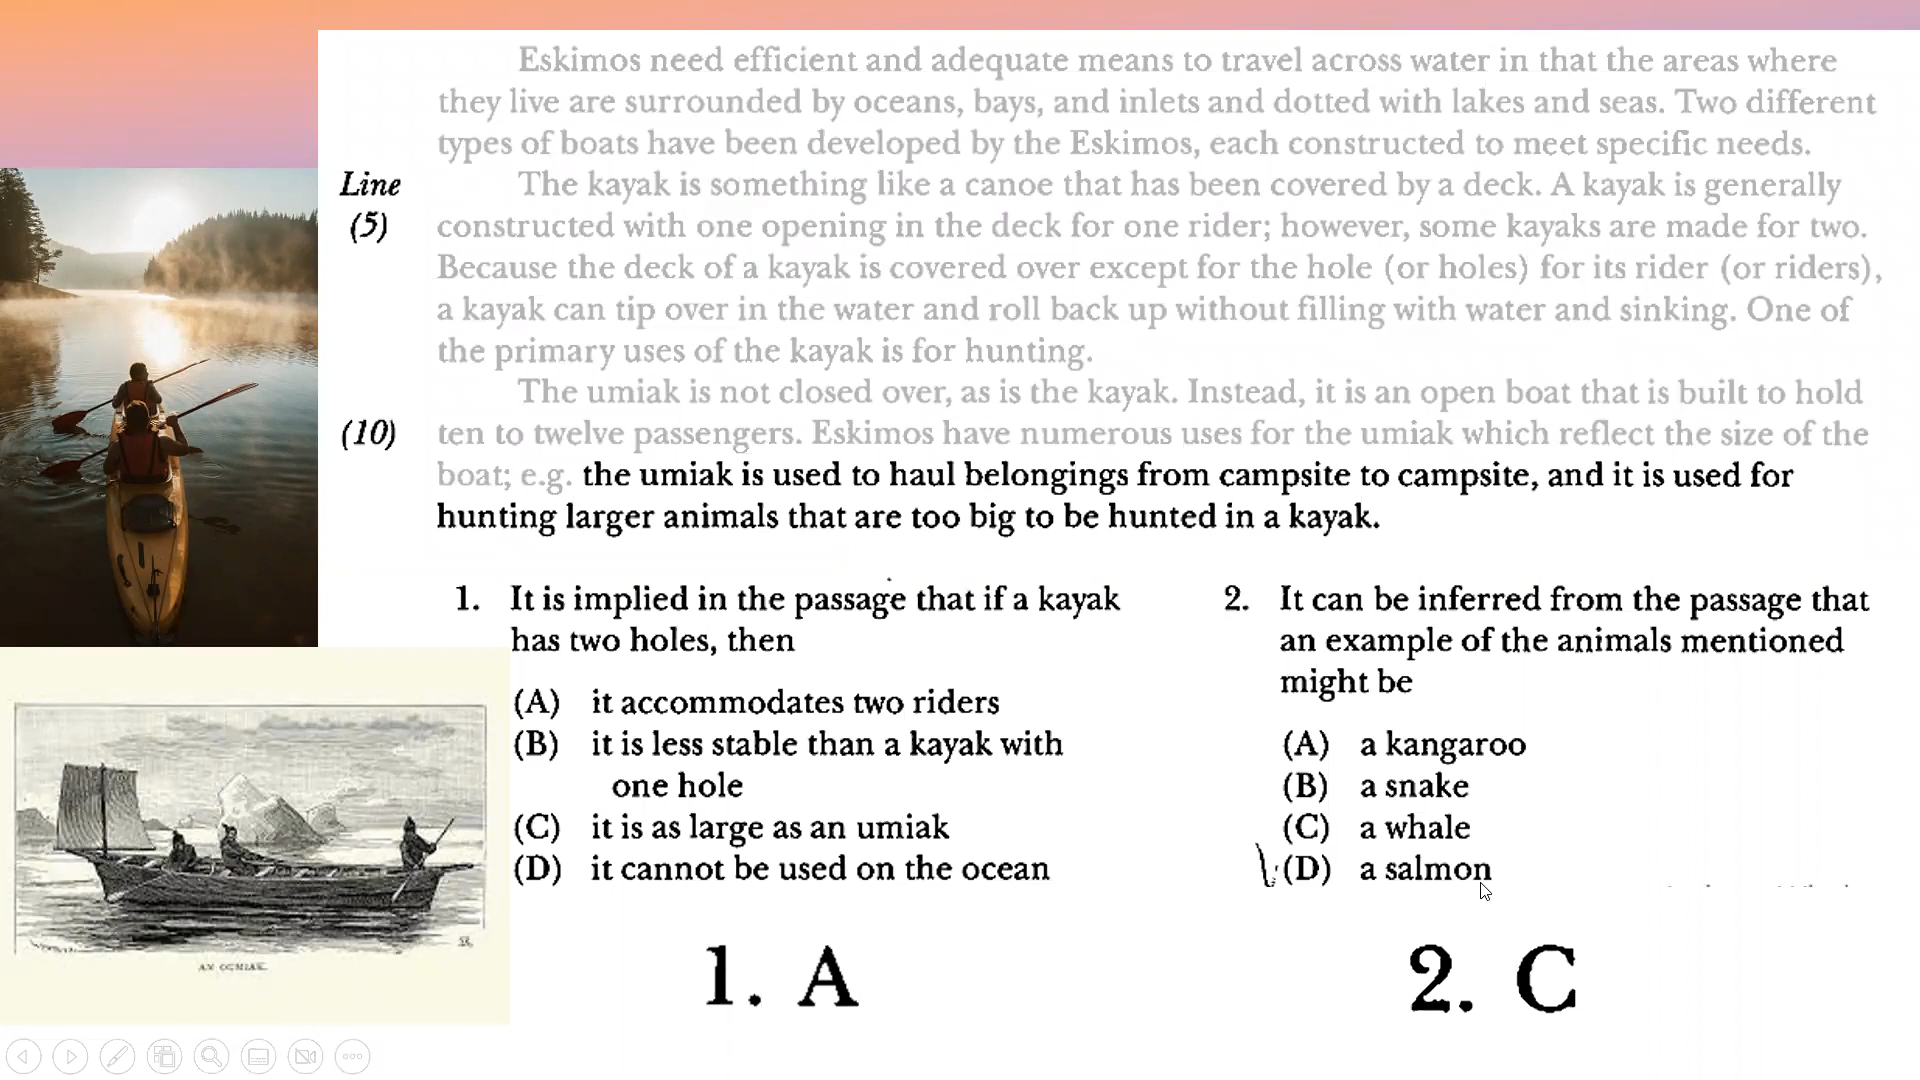 Eskimos need efficient and adequate means to travel across water in that the areas where
they live are surrounded by oceans, bays, and inlets and dotted with lakes and seas. Two different
types of boats have been developed by the Eskimos, each constructed to meet specific needs.
Line The kayak is something like a canoe that has been covered by a deck. A kayak is generally
(5) constructed with one opening in the deck for one rider; however, some kayaks are made for two.
Because the deck of a kayak is covered over except for the hole (or holes) for its rider (or riders),
a kayak can tip over in the water and roll back up without filling with water and sinking. One of
the primary uses of the kayak is for hunting.
The umiak is not closed over, as is the kayak. Instead, it is an open boat that is built to hold
(10) ten to twelve passengers. Eskimos have numerous uses for the umiak which reflect the size of the
boat; e.g. the umiak is used to haul belongings from campsite to campsite, and it is used for
hunting larger animals that are too big to be hunted in a kayak.
1. It is implied in the passage that if a kayak
has two holes, then
(A) it accommodates two riders
(B) it is less stable than a kayak with
one hole
(C) it is as large as an umiak
(D) it cannot be used on the ocean
2. It can be inferred from the passage that
an example of the animals mentioned
might be
(A) a kangaroo
(B) a snake
(C) a whale
(D) a salmon
AN OOMIAK.
1. A
2. C